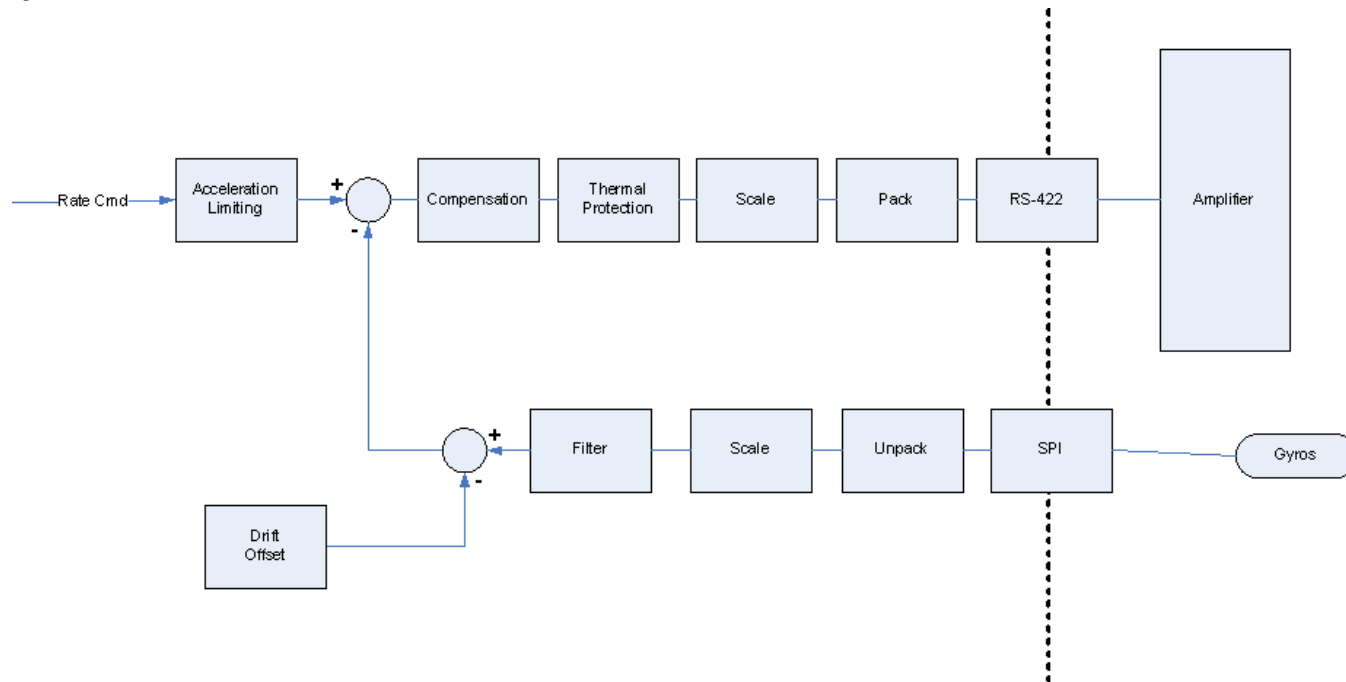 Rate Cmd
Acceleration
Limiting
+
-
Compensation
Thermal
Protection
Scale
Pack
RS-422
Amplifier
Drift
Offset
+
-
Filter
Scale
Unpack
SPI
Gyros